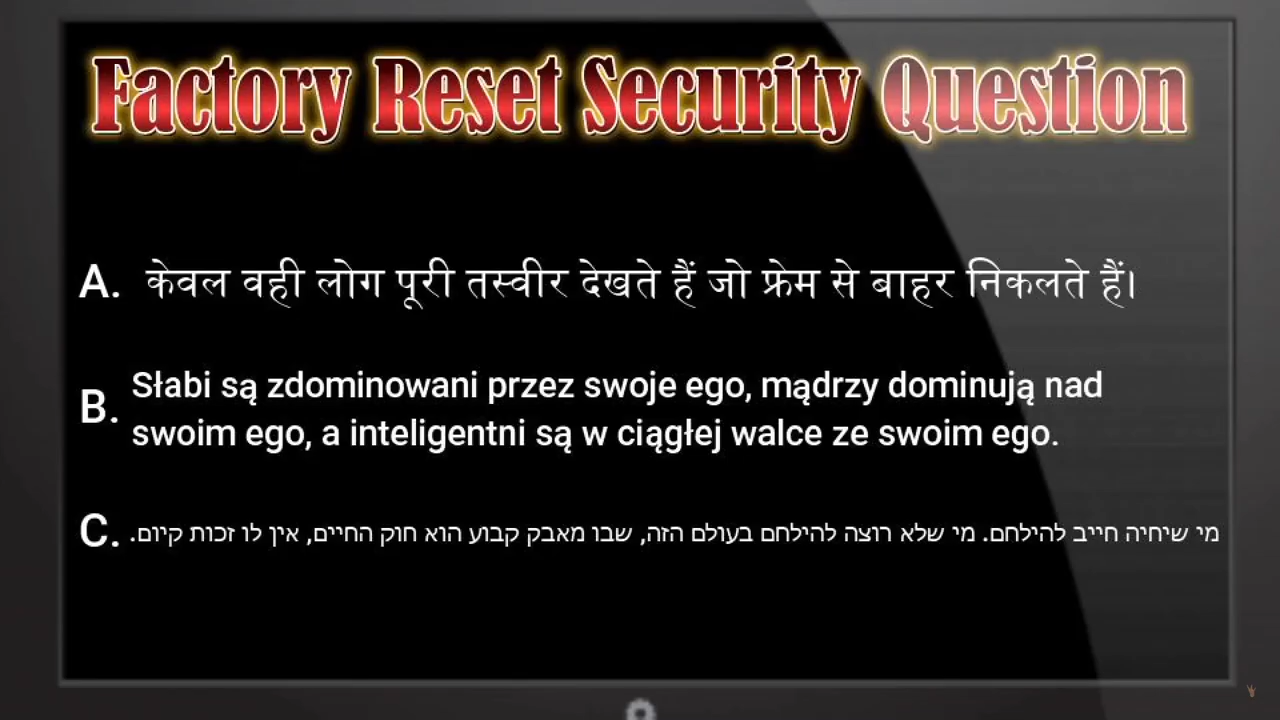 Factory Reset Security Question
A. केवल वही लोग पूरी तस्वीर देखते हैं जो फ्रेम से बाहर निकलते हैं।
B. Słabi są zdominowani przez swoje ego, mądrzy dominują nad
swoim ego, a inteligentni są w ciągłej walce ze swoim ego.
C. מי שיחיה חייב להילחם. מי שלא רוצה להילחם בעולם הזה, שבו מאבק קבוע הוא חוק החיים, אין לו זכות קיום.